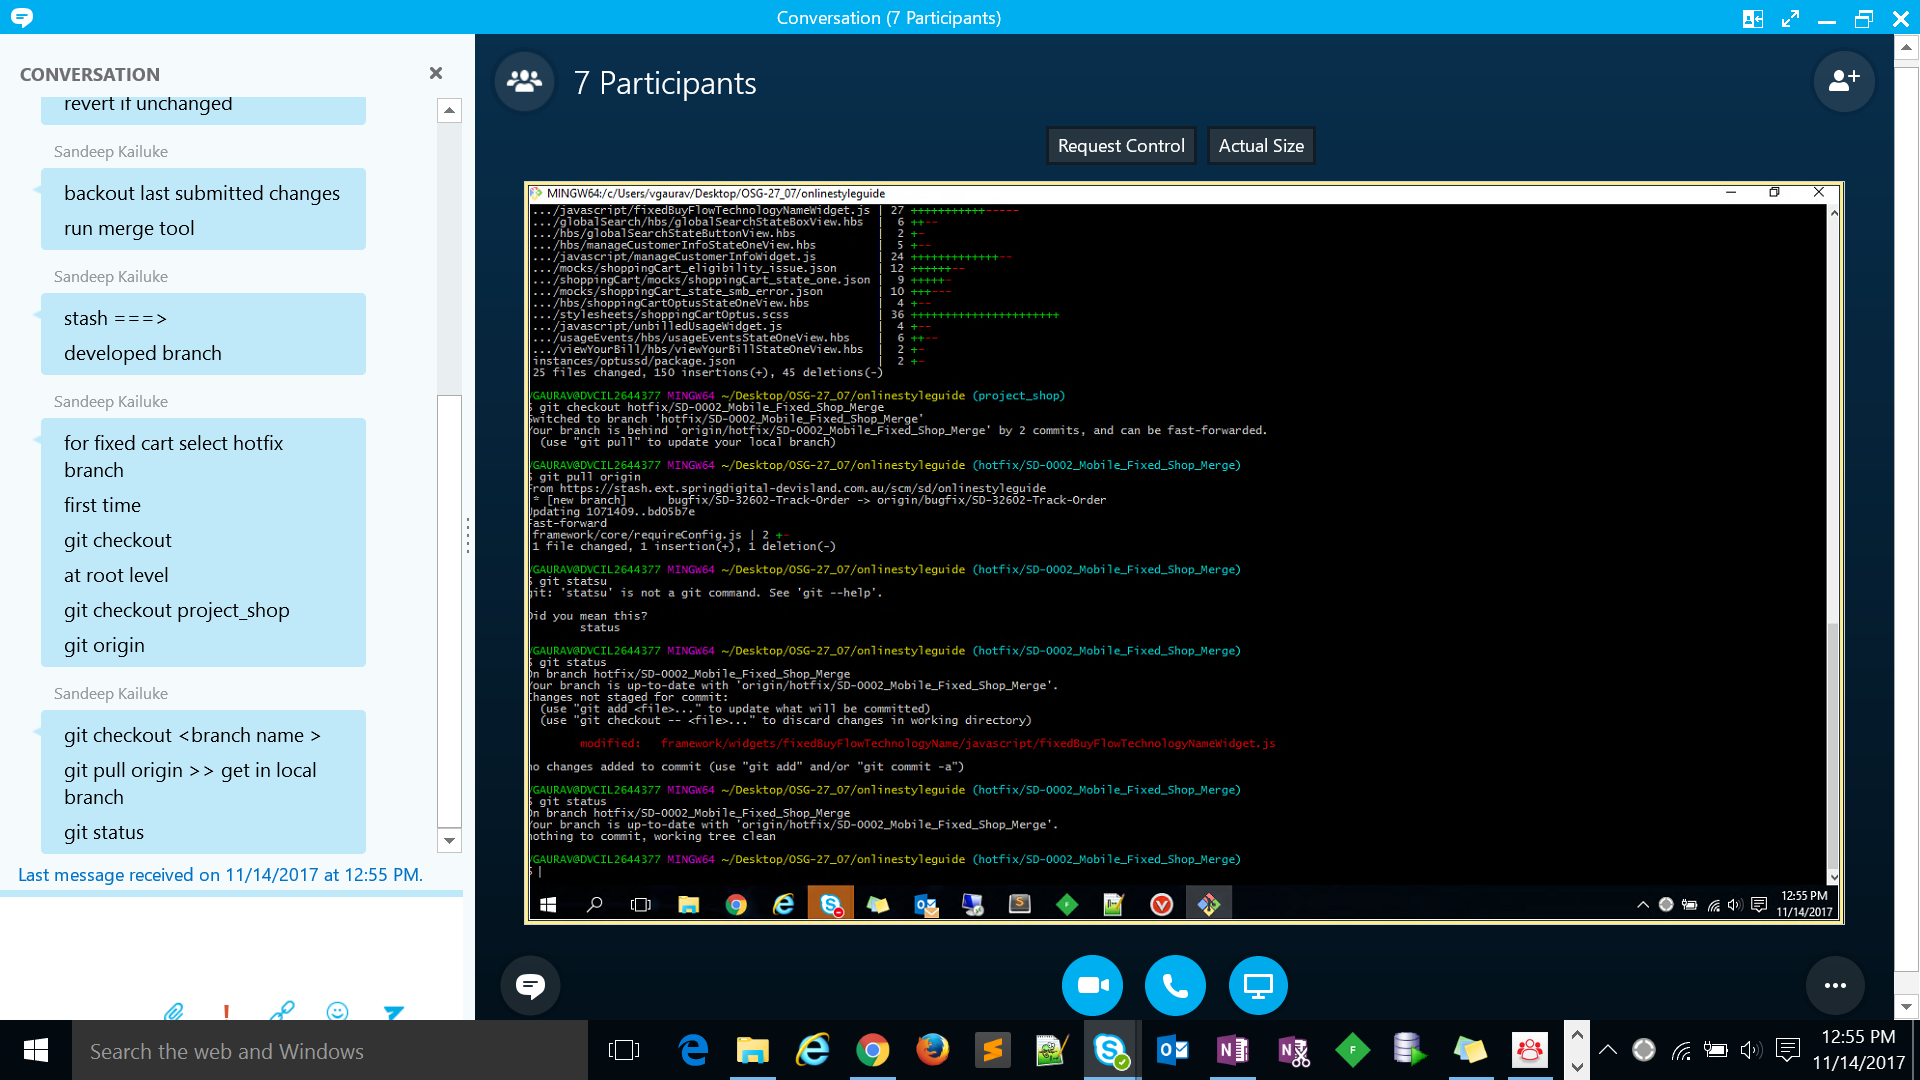 Conversation (7 Participants)
CONVERSATION
revert if unchanged
Sandeep Kailuke
backout last submitted changes
run merge tool
Sandeep Kailuke
stash ===>
developed branch
Sandeep Kailuke
for fixed cart select hotfix
branch
first time
git checkout
at root level
git checkout project_shop
git origin
Sandeep Kailuke
git checkout <branch name >
git pull origin >> get in local
branch
git status
Last message received on 11/14/2017 at 12:55 PM.
7 Participants
Request Control
Actual Size
MINGW64:/c/Users/vgaurav/Desktop/OSG-27_07/onlinestyleguide
.../javascript/fixedBuyFlowTechnologyNameWidget.js | 27 +++++++++++-----
.../globalSearch/hbs/globalSearchStateBoxView.hbs | 6 ++--
.../hbs/globalSearchStateButtonView.hbs | 2 +-
.../hbs/manageCustomerInfoStateOneView.hbs | 5 +--
.../javascript/manageCustomerInfoWidget.js | 24 +++++++++++++--
.../mocks/shoppingCart_eligibility_issue.json | 12 ++++++--
.../shoppingCart/mocks/shoppingCart_state_one.json | 9 +++++-
.../mocks/shoppingCart_state_smb_error.json | 10 +++---
.../hbs/shoppingCartOptusStateOneView.hbs | 4 +--
.../stylesheets/shoppingCartOptus.scss | 36 ++++++++++++++++++++++
.../javascript/unbilledUsageWidget.js | 4 +--
.../usageEvents/hbs/usageEventsStateOneView.hbs | 6 ++--
.../viewYourBill/hbs/viewYourBillStateOneView.hbs | 2 +-
instances/optussd/package.json | 2 +-
25 files changed, 150 insertions(+), 45 deletions(-)
VGAURAV@DVCIL2644377 MINGW64 ~/Desktop/OSG-27_07/onlinestyleguide (project_shop)
$ git checkout hotfix/SD-0002_Mobile_Fixed_Shop_Merge
Switched to branch 'hotfix/SD-0002_Mobile_Fixed_Shop_Merge'
Your branch is behind 'origin/hotfix/SD-0002_Mobile_Fixed_Shop_Merge' by 2 commits, and can be fast-forwarded.
(use "git pull" to update your local branch)
VGAURAV@DVCIL2644377 MINGW64 ~/Desktop/OSG-27_07/onlinestyleguide (hotfix/SD-0002_Mobile_Fixed_Shop_Merge)
$ git pull origin
From https://stash.ext.springdigital-devisland.com.au/scm/sd/onlinestyleguide
* [new branch] bugfix/SD-32602-Track-Order -> origin/bugfix/SD-32602-Track-Order
Updating 1071409..bd05b7e
Fast-forward
framework/core/requireConfig.js | 2 +-
1 file changed, 1 insertion(+), 1 deletion(-)
VGAURAV@DVCIL2644377 MINGW64 ~/Desktop/OSG-27_07/onlinestyleguide (hotfix/SD-0002_Mobile_Fixed_Shop_Merge)
$ git statsu
git: 'statsu' is not a git command. See 'git --help'.
Did you mean this?
status
VGAURAV@DVCIL2644377 MINGW64 ~/Desktop/OSG-27_07/onlinestyleguide (hotfix/SD-0002_Mobile_Fixed_Shop_Merge)
$ git status
On branch hotfix/SD-0002_Mobile_Fixed_Shop_Merge
Your branch is up-to-date with 'origin/hotfix/SD-0002_Mobile_Fixed_Shop_Merge'.
Changes not staged for commit:
(use "git add <file>..." to update what will be committed)
(use "git checkout -- <file>..." to discard changes in working directory)
modified: framework/widgets/fixedBuyFlowTechnologyName/javascript/fixedBuyFlowTechnologyNameWidget.js
no changes added to commit (use "git add" and/or "git commit -a")
VGAURAV@DVCIL2644377 MINGW64 ~/Desktop/OSG-27_07/onlinestyleguide (hotfix/SD-0002_Mobile_Fixed_Shop_Merge)
$ git status
On branch hotfix/SD-0002_Mobile_Fixed_Shop_Merge
Your branch is up-to-date with 'origin/hotfix/SD-0002_Mobile_Fixed_Shop_Merge'.
nothing to commit, working tree clean
VGAURAV@DVCIL2644377 MINGW64 ~/Desktop/OSG-27_07/onlinestyleguide (hotfix/SD-0002_Mobile_Fixed_Shop_Merge)
$
12:55 PM
11/14/2017
Search the web and Windows
12:55 PM
11/14/2017